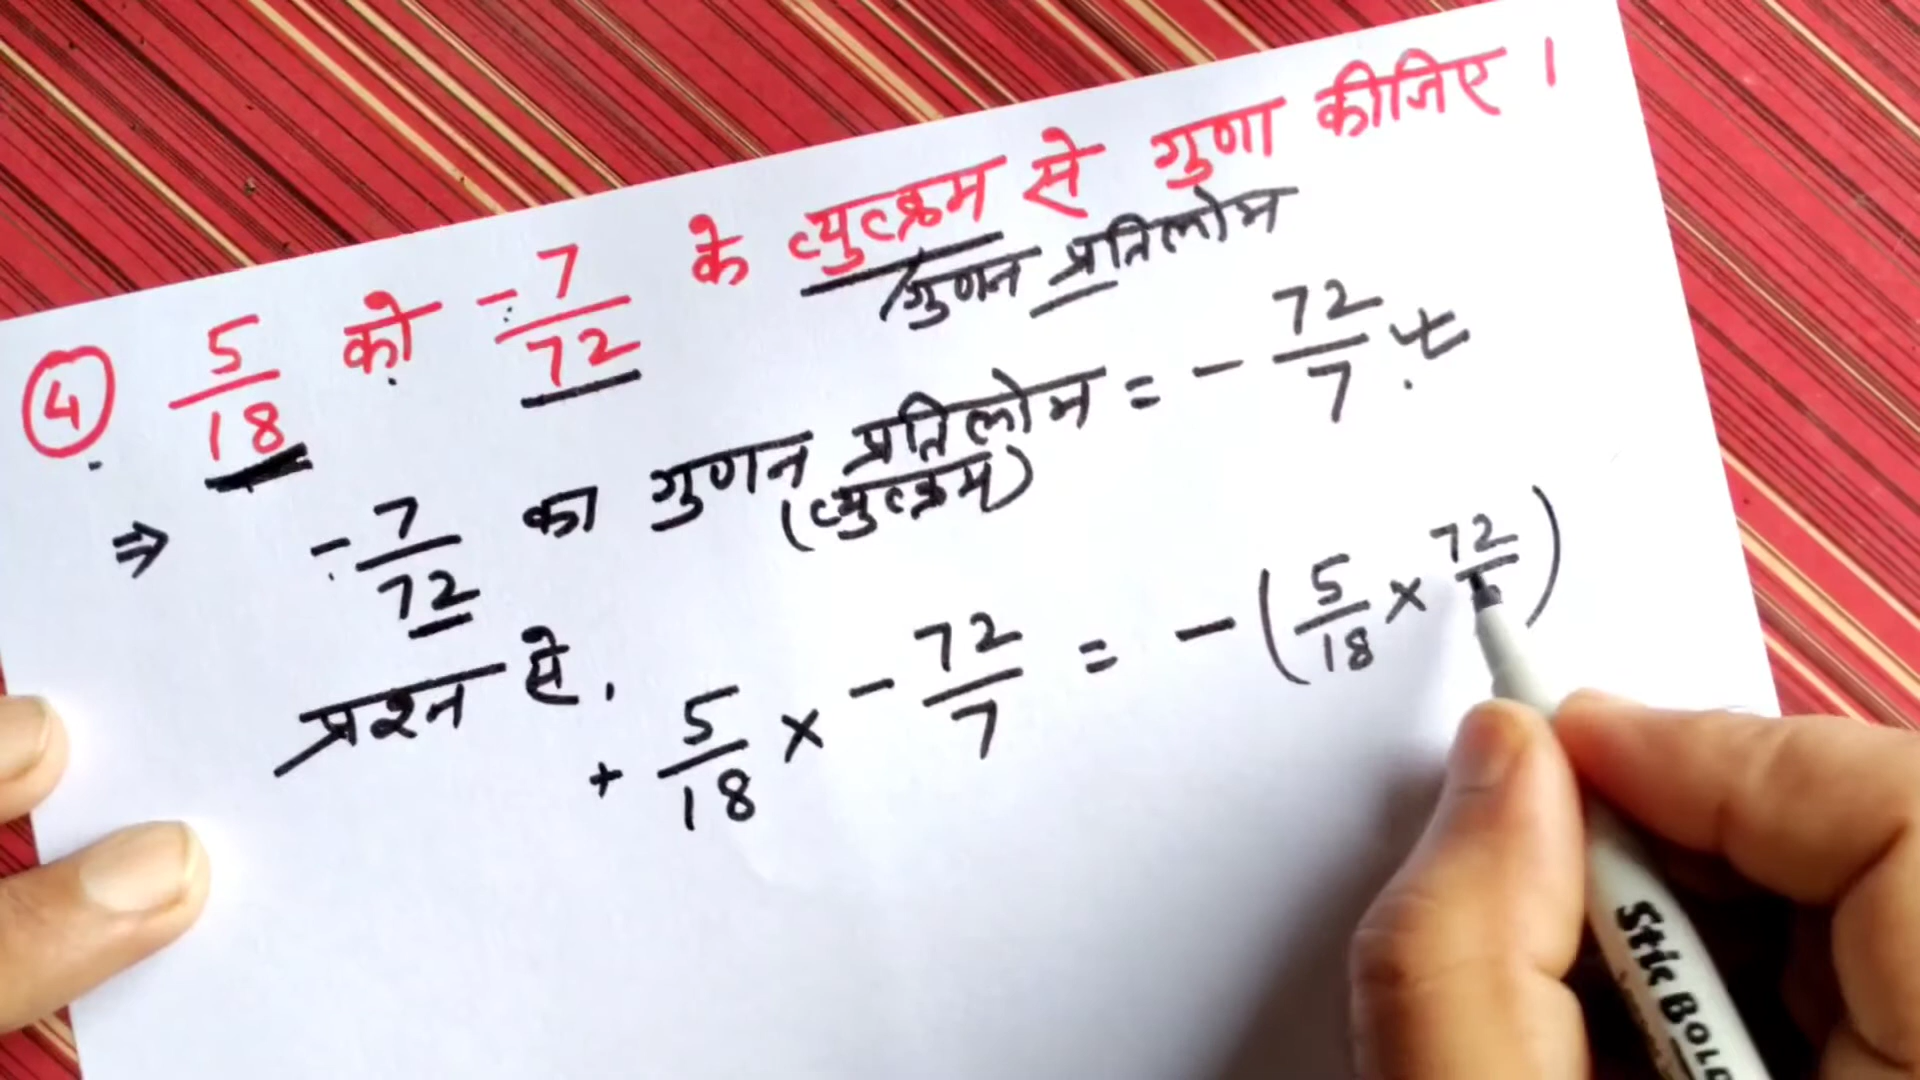 ④ 5/18 को -7/72 के व्युत्क्रम से गुणा कीजिए ।
/गुणन प्रतिलोम
⇒ -7/72 का गुणन प्रतिलोम = -72/7
(व्युत्क्रम)
प्रश्न से,
+ 5/18 × -72/7 = -(5/18 × 72/)
Stic BOLD